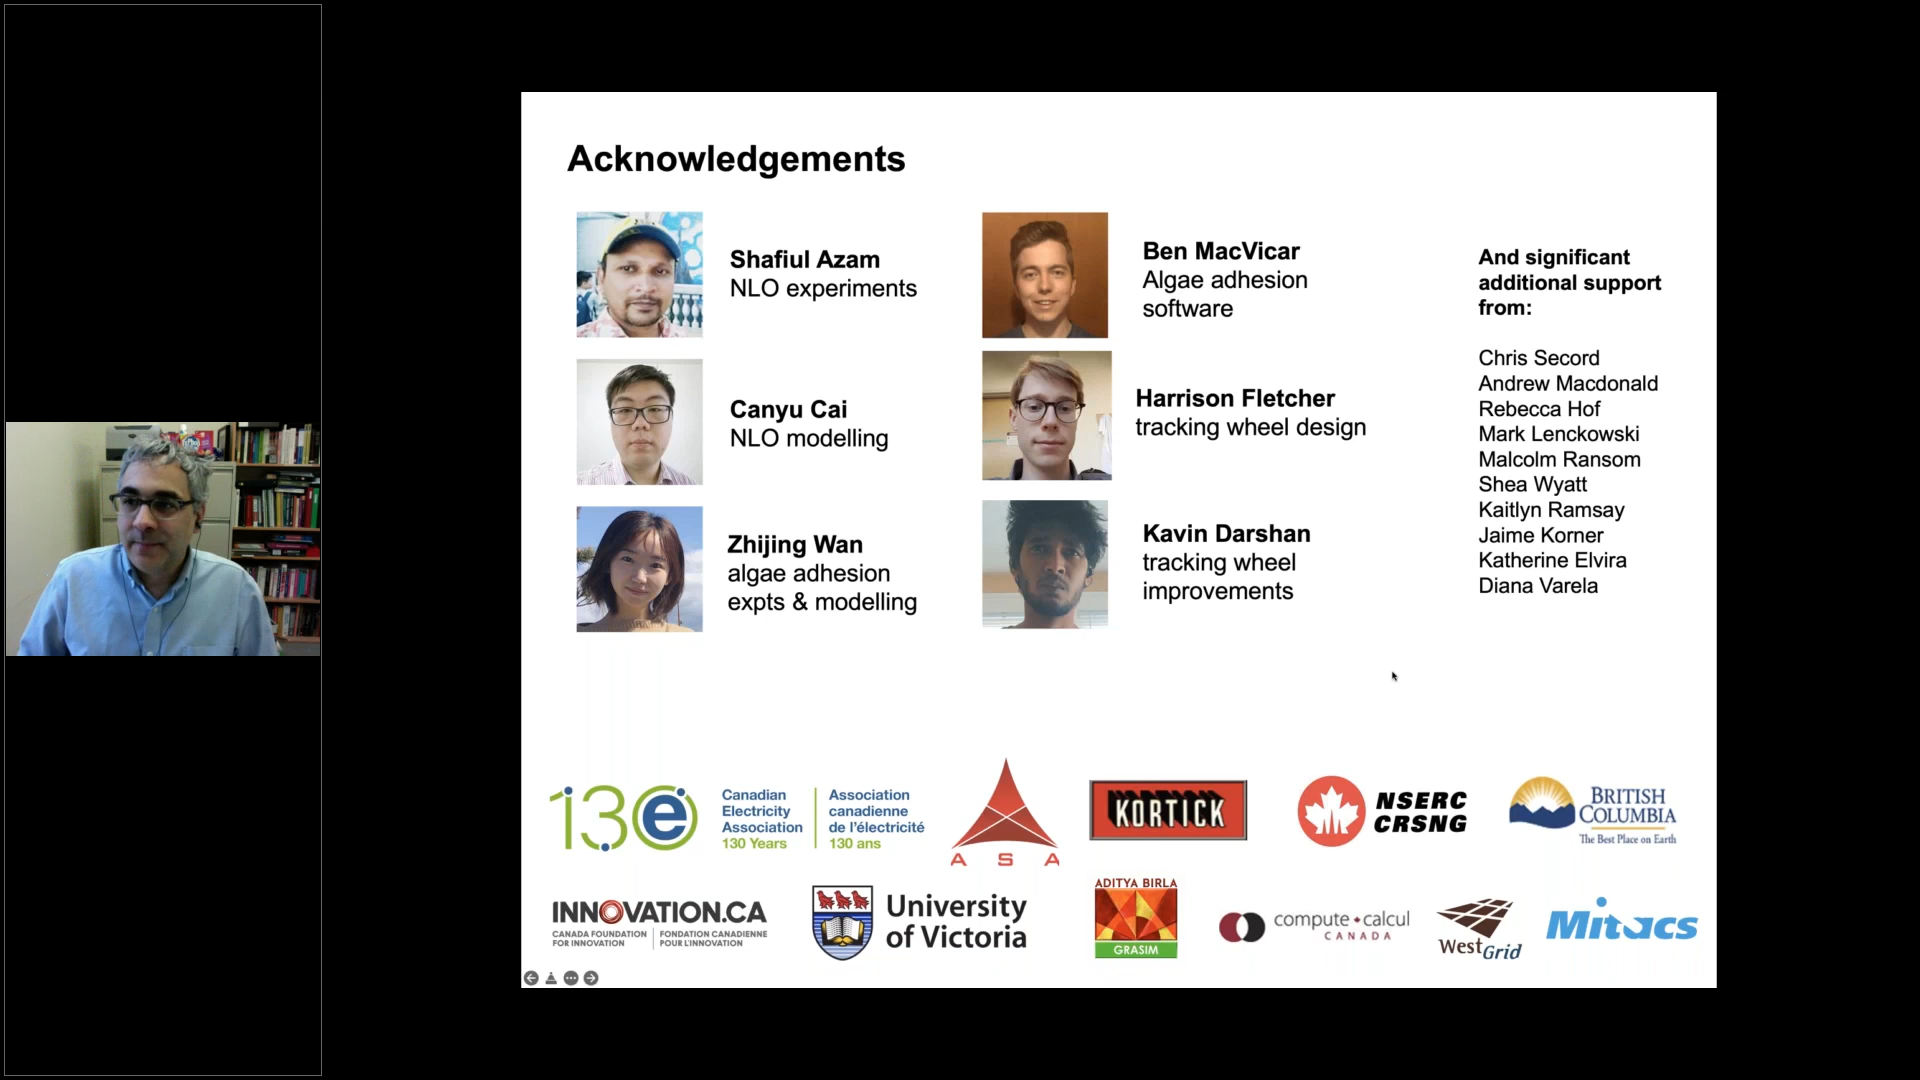 Acknowledgements
Shafiul Azam
NLO experiments
Canyu Cai
NLO modelling
Zhijing Wan
algae adhesion
expts & modelling
Ben MacVicar
Algae adhesion
software
Harrison Fletcher
tracking wheel design
Kavin Darshan
tracking wheel
improvements
And significant
additional support
from:
Chris Secord
Andrew Macdonald
Rebecca Hof
Mark Lenckowski
Malcolm Ransom
Shea Wyatt
Kaitlyn Ramsay
Jaime Korner
Katherine Elvira
Diana Varela
13e
Canadian
Electricity
Association
130 Years
Association
canadienne
de l'électricité
130 ans
ASA
KORTICK
NSERC
CRSNG
BRITISH
COLUMBIA
The Best Place on Earth
INNOVATION.CA
CANADA FOUNDATION
FOR INNOVATION
FONDATION CANADIENNE
POUR L'INNOVATION
University
of Victoria
ADITYA BIRLA
GRASIM
compute • calcul
CANADA
WestGrid
Mitacs